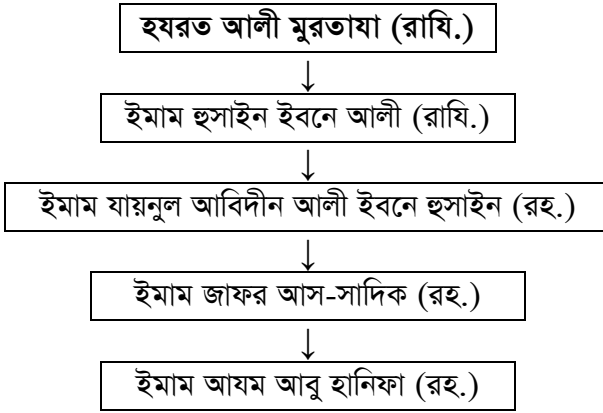 হযরত আলী মুরতাযা (রাযি.)
↓
ইমাম হুসাইন ইবনে আলী (রাযি.)
↓
ইমাম যায়নুল আবিদীন আলী ইবনে হুসাইন (রহ.)
↓
ইমাম জাফর আস-সাদিক (রহ.)
↓
ইমাম আযম আবু হানিফা (রহ.)